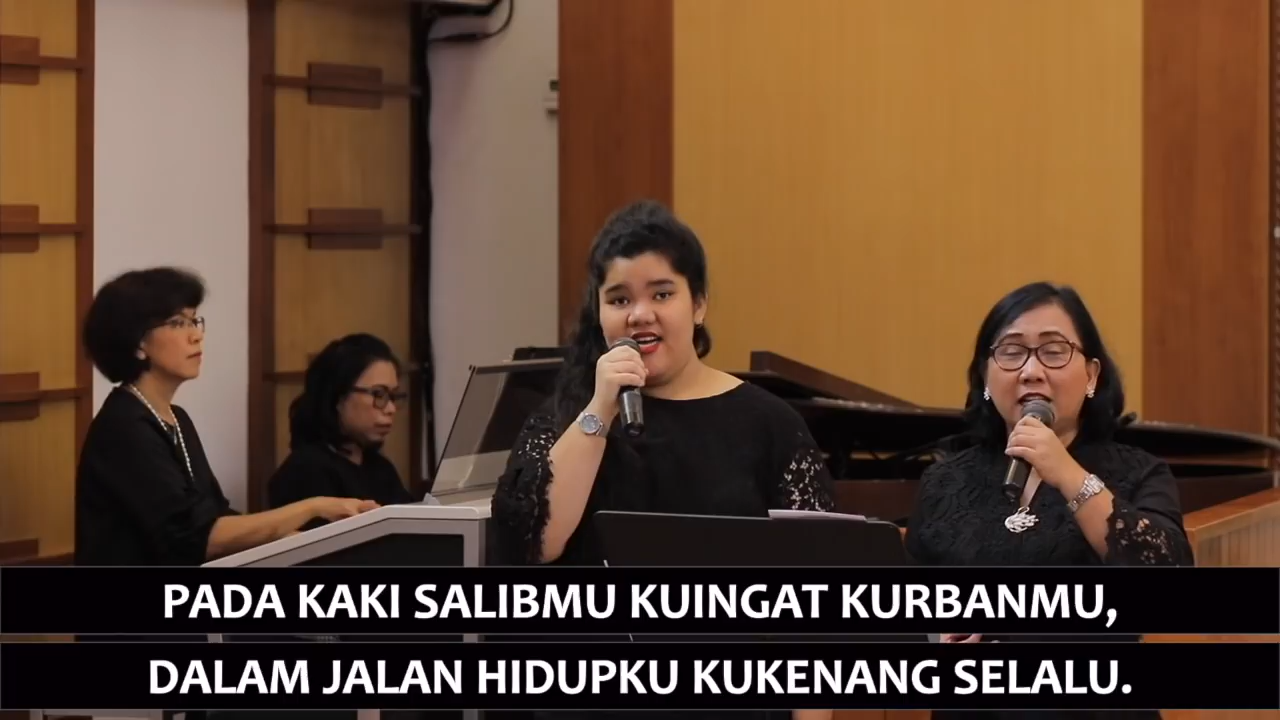 PADA KAKI SALIBMU KUINGAT KURBANMU,
DALAM JALAN HIDUPKU KUKENANG SELALU.